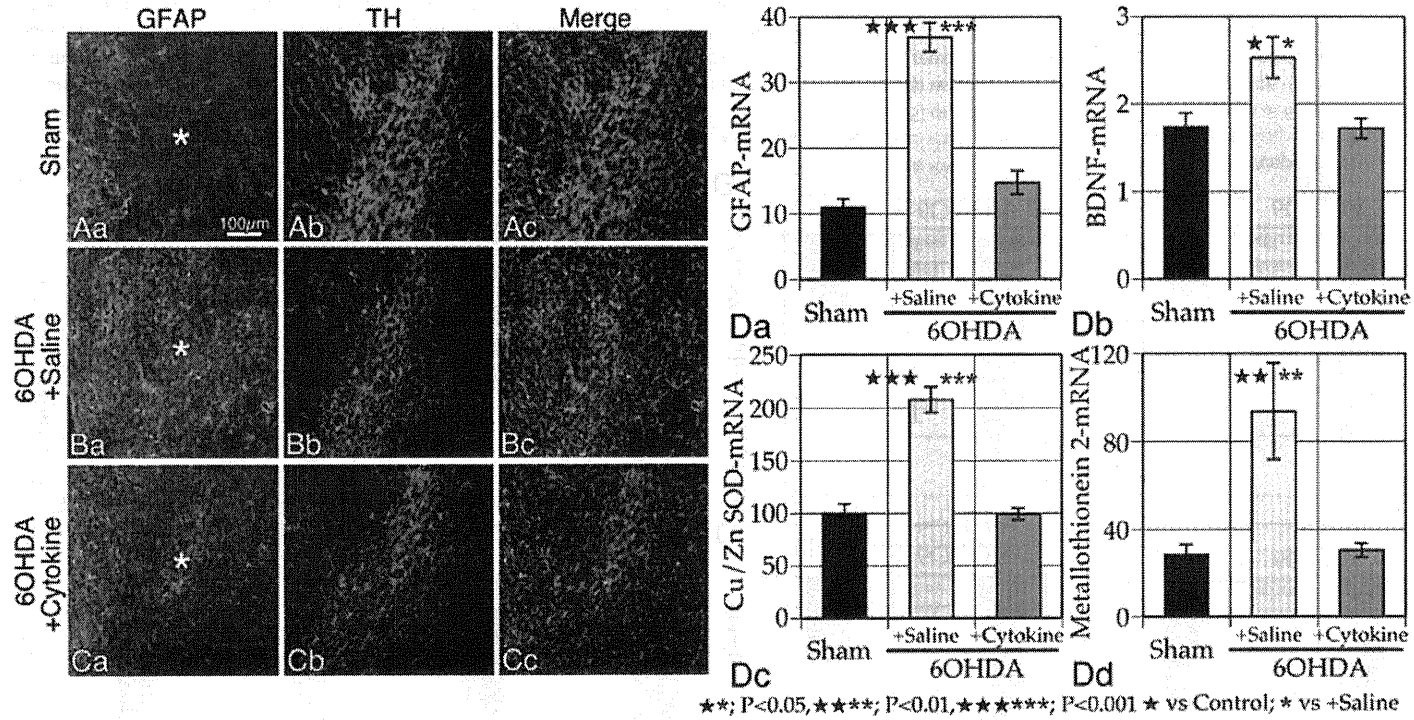 GFAP TH Merge
Sham
Aa * 100µm Ab Ac
6OHDA
+Saline
Ba * Bb Bc
6OHDA
+Cytokine
Ca * Cb Cc
GFAP-mRNA
40
30
20
10
0
★★★ ***
Sham +Saline +Cytokine
6OHDA
Da
BDNF-mRNA
3
2
1
0
★ *
Sham +Saline +Cytokine
6OHDA
Db
Cu/Zn SOD-mRNA
250
200
150
100
50
0
★★★ ***
Sham +Saline +Cytokine
6OHDA
Dc
Metallothionein 2-mRNA
120
80
40
0
★★ **
Sham +Saline +Cytokine
6OHDA
Dd
★*; P<0.05, ★★**; P<0.01, ★★★***; P<0.001 ★ vs Control; * vs +Saline